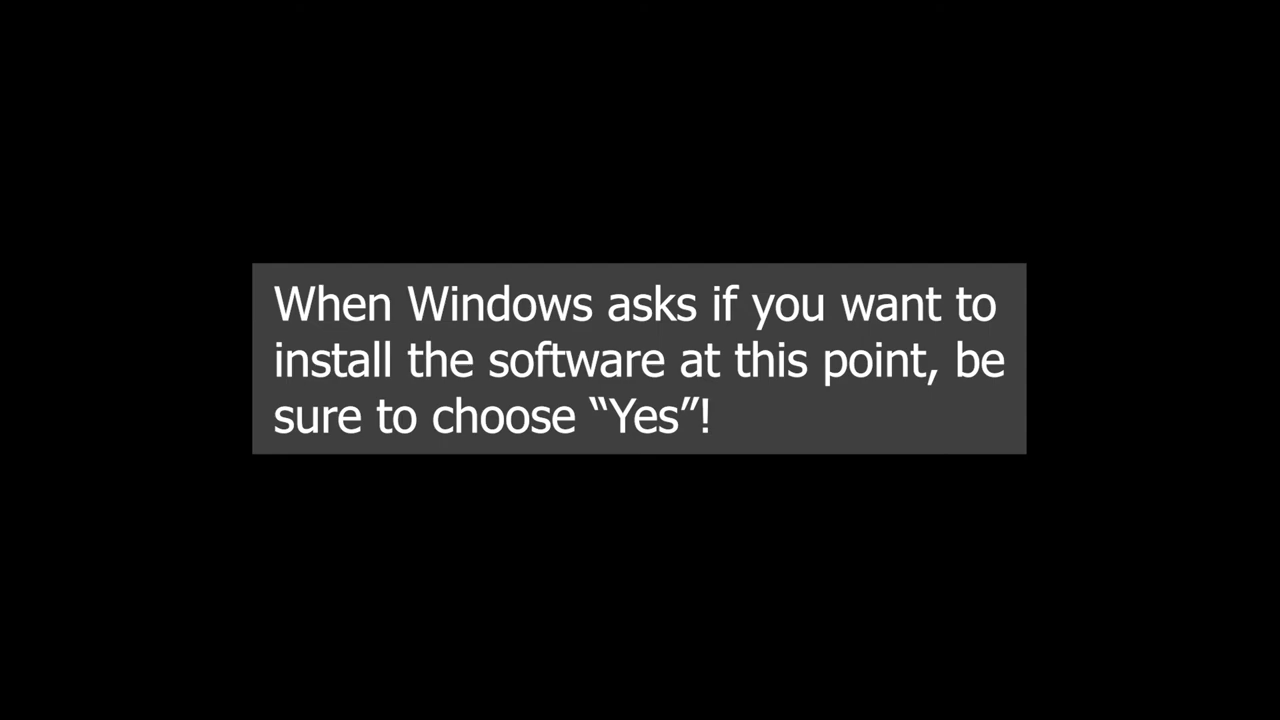 When Windows asks if you want to
install the software at this point, be
sure to choose “Yes”!